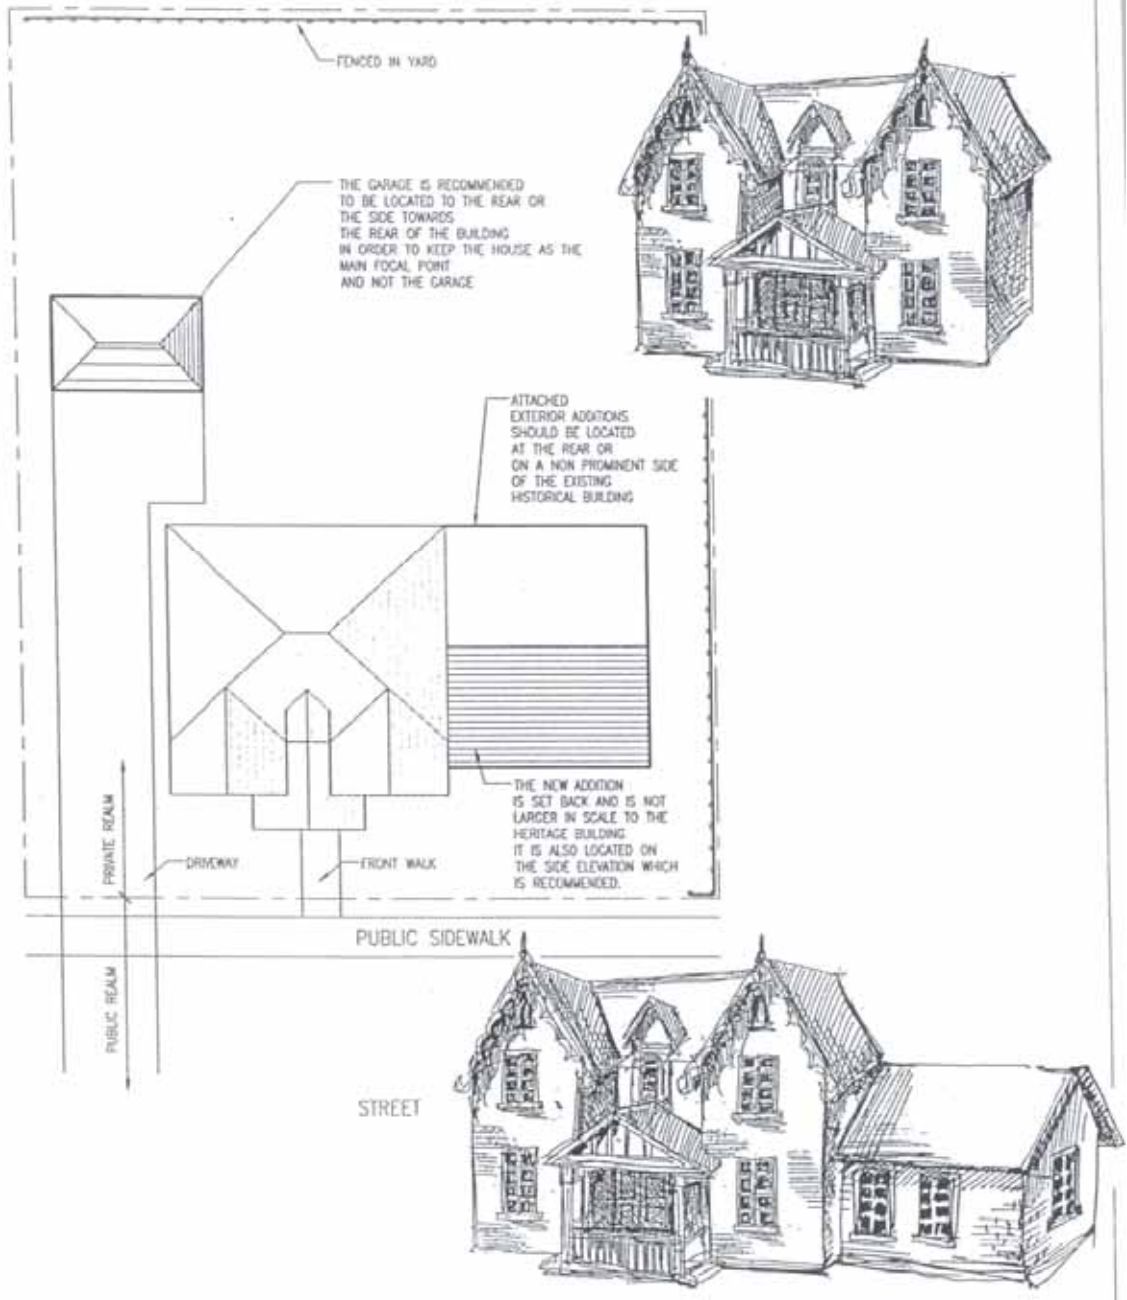 FENCED IN YARD
THE GARAGE IS RECOMMENDED
TO BE LOCATED TO THE REAR OR
THE SIDE TOWARDS
THE REAR OF THE BUILDING
IN ORDER TO KEEP THE HOUSE AS THE
MAIN FOCAL POINT
AND NOT THE GARAGE
ATTACHED
EXTERIOR ADDITIONS
SHOULD BE LOCATED
AT THE REAR OR
ON A NON PROMINENT SIDE
OF THE EXISTING
HISTORICAL BUILDING
THE NEW ADDITION
IS SET BACK AND IS NOT
LARGER IN SCALE TO THE
HERITAGE BUILDING
IT IS ALSO LOCATED ON
THE SIDE ELEVATION WHICH
IS RECOMMENDED.
PRIVATE REALM
DRIVEWAY
FRONT WALK
PUBLIC SIDEWALK
PUBLIC REALM
STREET